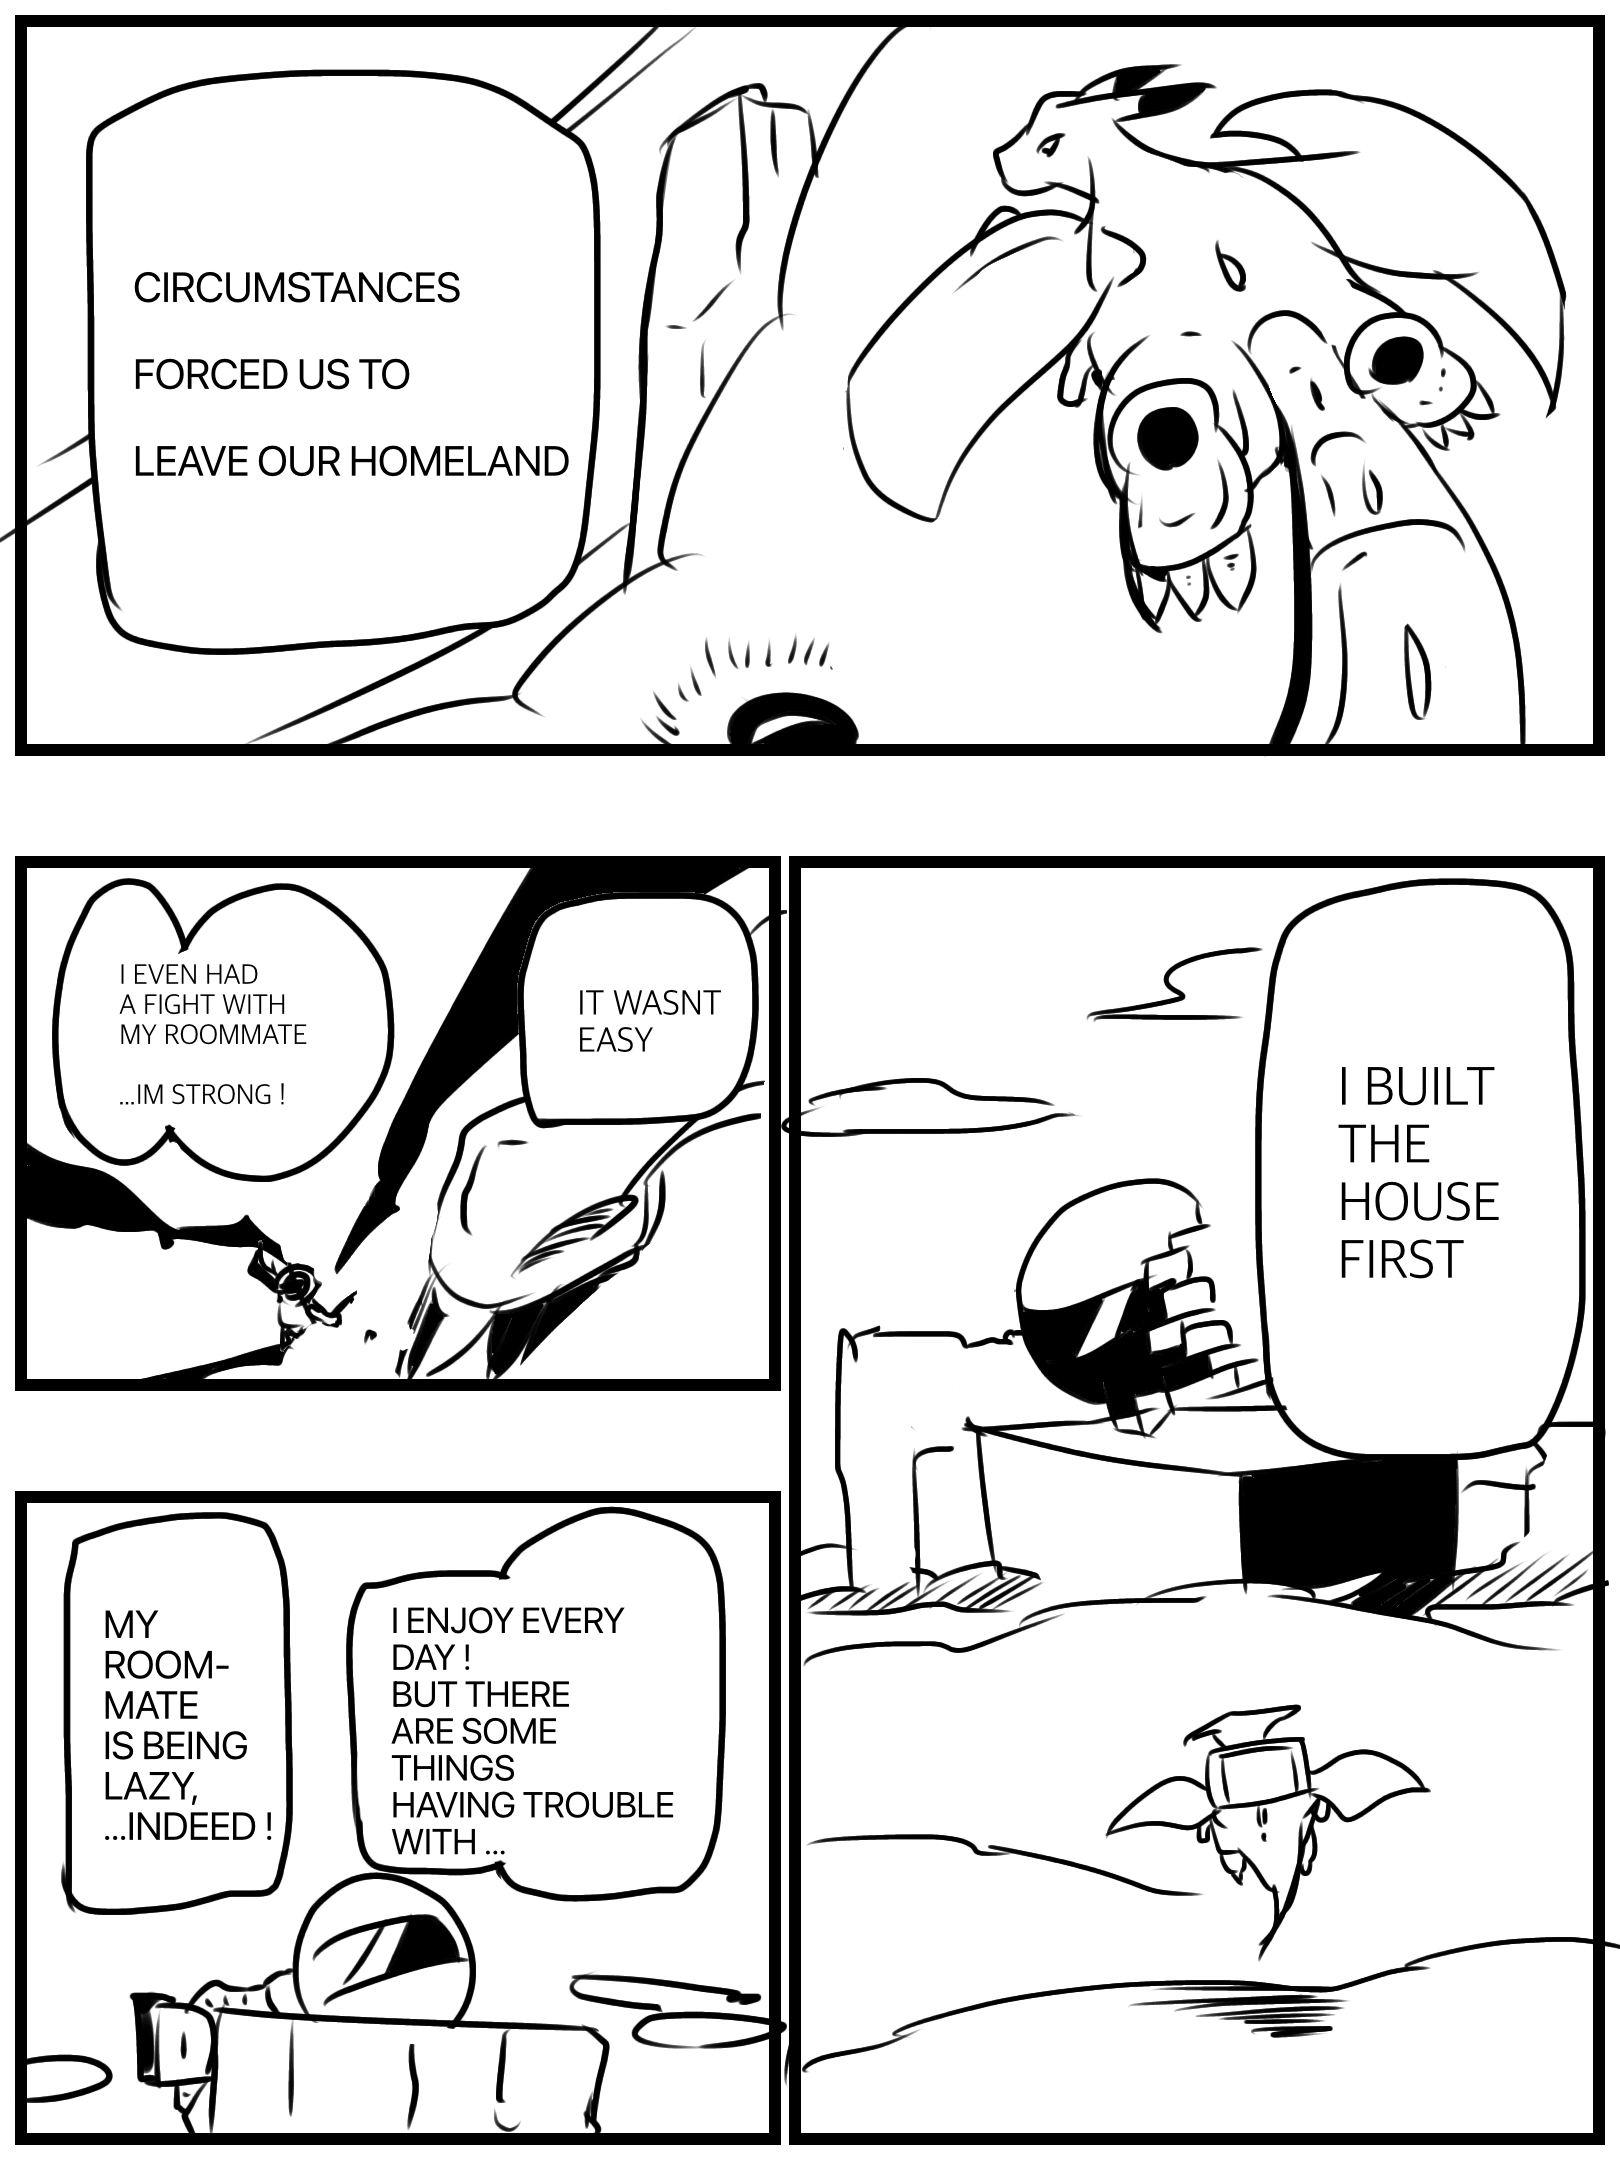 CIRCUMSTANCES
FORCED US TO
LEAVE OUR HOMELAND
I BUILT
THE
HOUSE
FIRST
IT WASNT
EASY
I EVEN HAD
A FIGHT WITH
MY ROOMMATE
...IM STRONG !
I ENJOY EVERY
DAY !
BUT THERE
ARE SOME
THINGS
HAVING TROUBLE
WITH ...
MY
ROOM-
MATE
IS BEING
LAZY,
...INDEED !